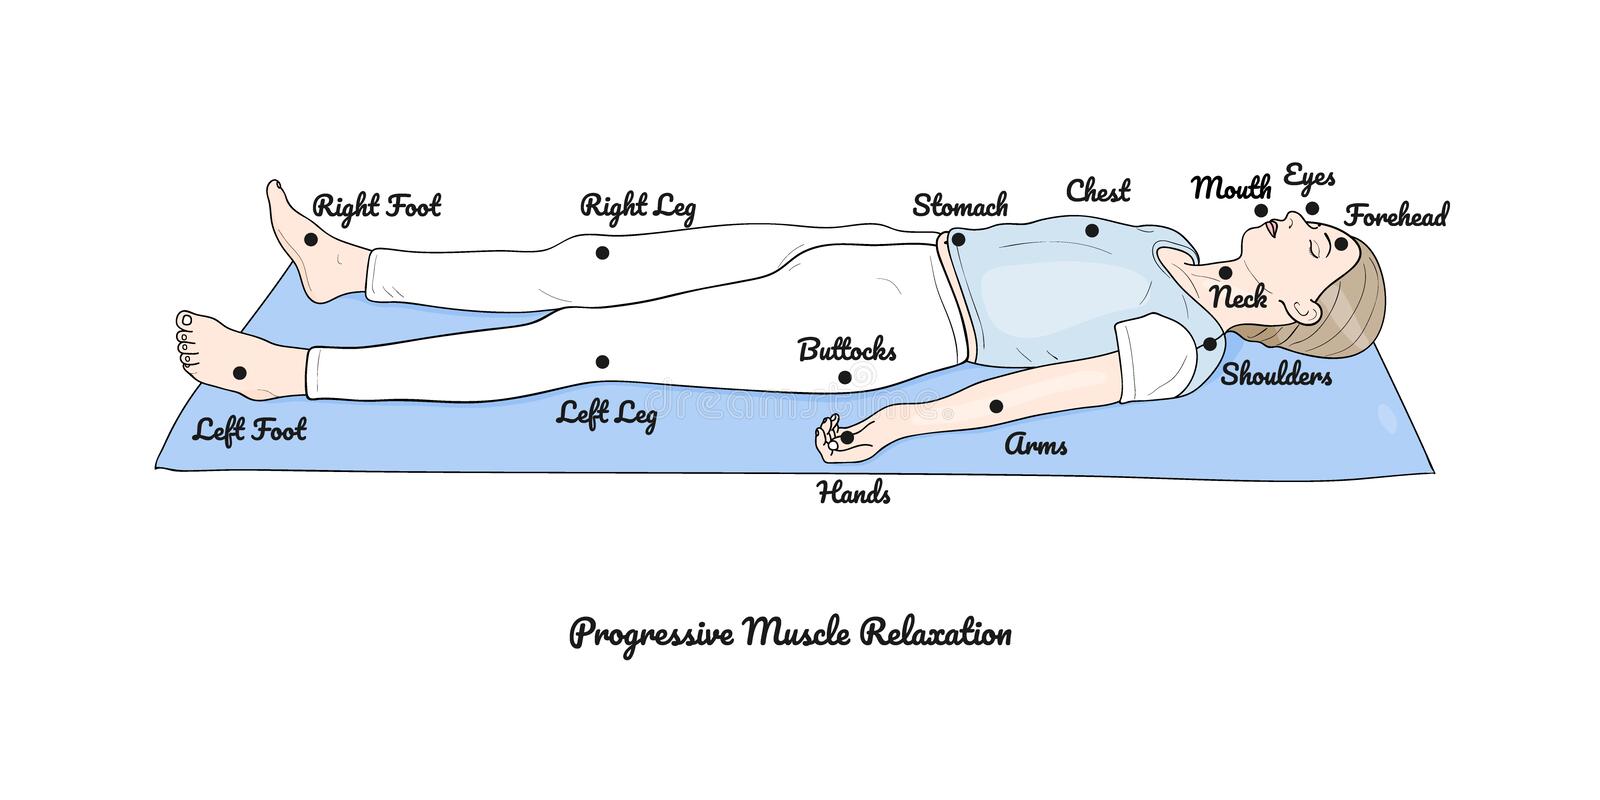 Eyes
Mouth
Chest
Right Foot
Right Leg
Stomach
Forehead
Neck
Buttocks
Shoulders
dreamstime
Left Leg
Left Foot
Arms
Hands
Progressive Muscle Relaxation